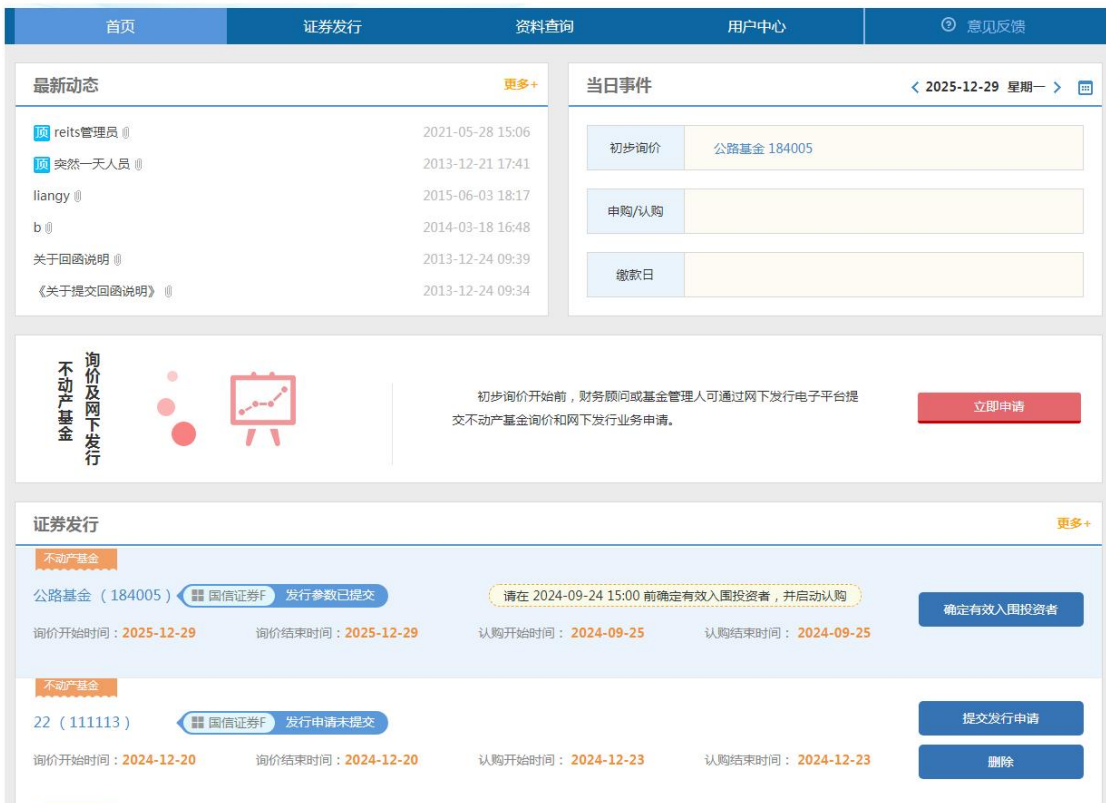 首页 证券发行 资料查询 用户中心 意见反馈
最新动态 更多+
顶 reits管理员 2021-05-28 15:06
顶 突然一天人员 2013-12-21 17:41
liangy 2015-06-03 18:17
b 2014-03-18 16:48
关于回函说明 2013-12-24 09:39
《关于提交回函说明》 2013-12-24 09:34
当日事件 2025-12-29 星期一
初步询价 公路基金 184005
申购/认购
缴款日
不动产基金
询价及网下发行
初步询价开始前，财务顾问或基金管理人可通过网下发行电子平台提
交不动产基金询价和网下发行业务申请。
立即申请
证券发行 更多+
不动产基金
公路基金 （184005） 国信证券F 发行参数已提交 请在 2024-09-24 15:00 前确定有效入围投资者，并启动认购 确定有效入围投资者
询价开始时间：2025-12-29 询价结束时间：2025-12-29 认购开始时间： 2024-09-25 认购结束时间： 2024-09-25
不动产基金
22 （111113） 国信证券F 发行申请未提交 提交发行申请
询价开始时间：2024-12-20 询价结束时间：2024-12-20 认购开始时间： 2024-12-23 认购结束时间： 2024-12-23 删除